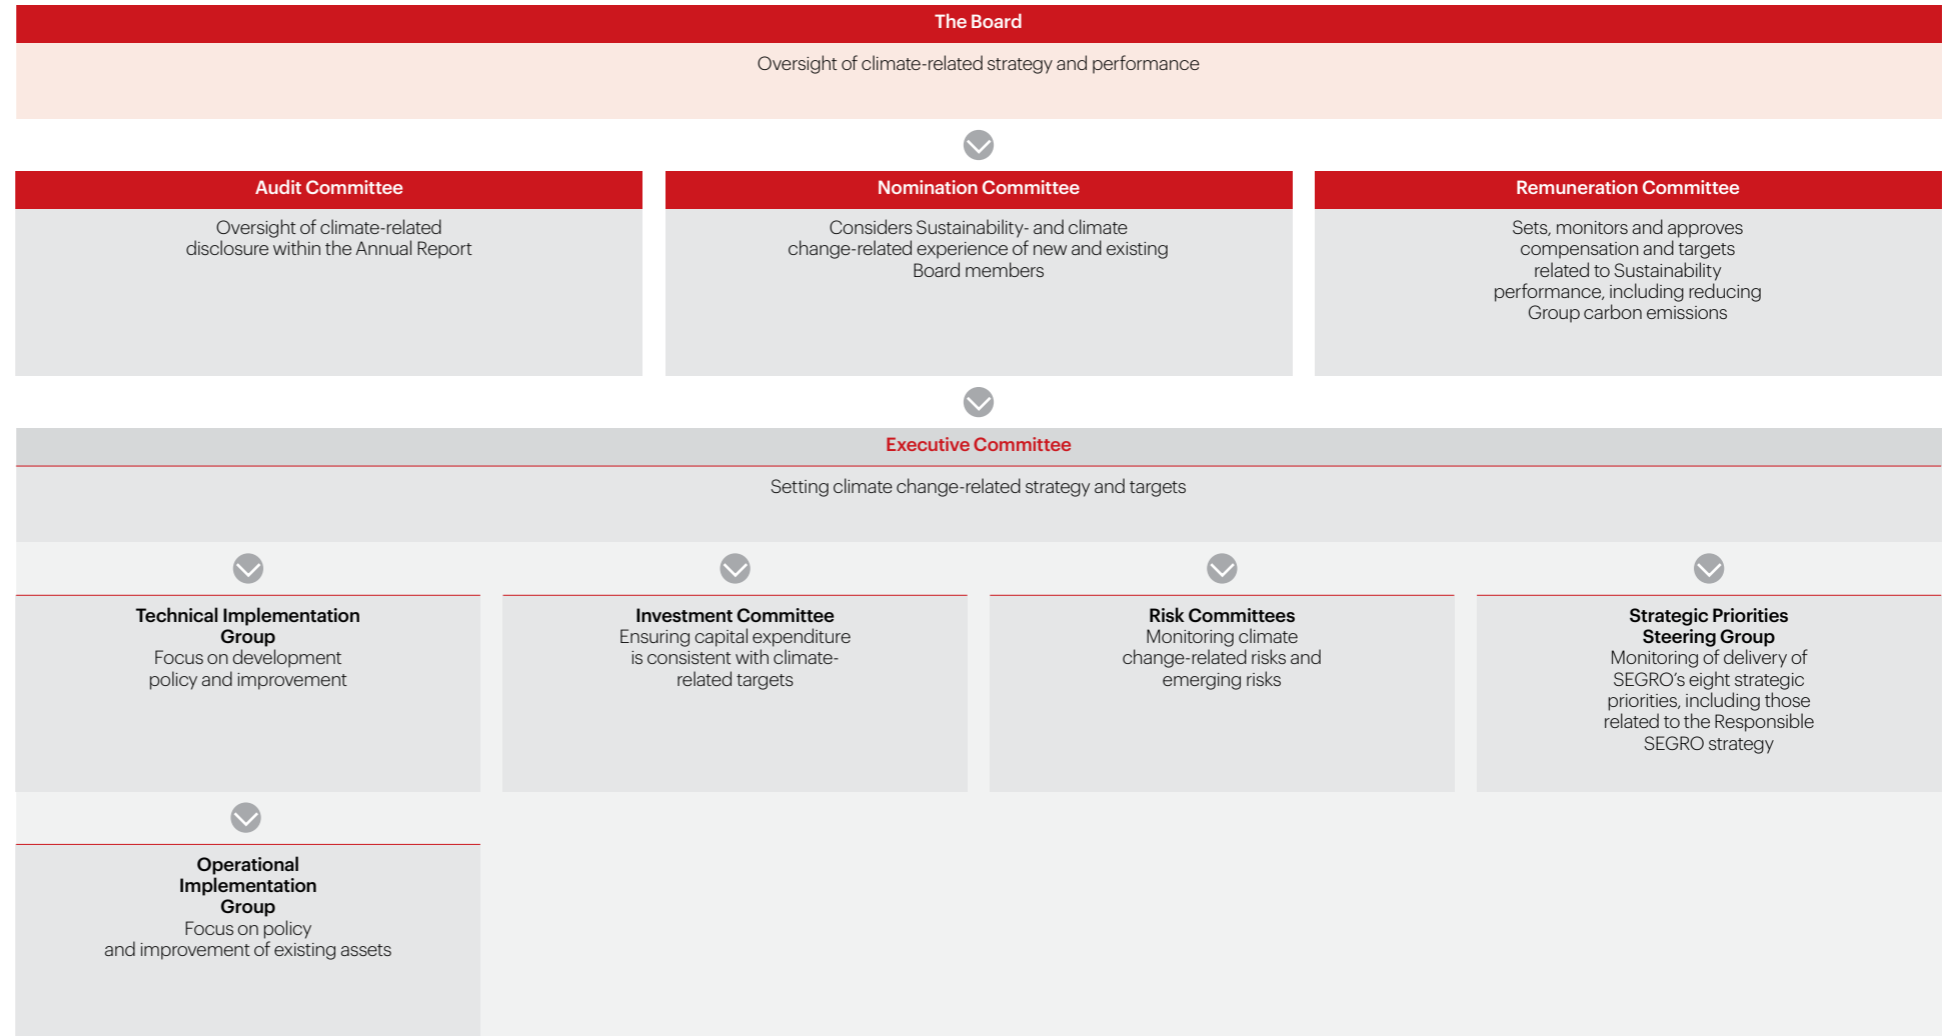 The Board
Oversight of climate-related strategy and performance
Audit Committee
Oversight of climate-related
disclosure within the Annual Report
Nomination Committee
Considers Sustainability- and climate
change-related experience of new and existing
Board members
Remuneration Committee
Sets, monitors and approves
compensation and targets
related to Sustainability
performance, including reducing
Group carbon emissions
Executive Committee
Setting climate change-related strategy and targets
Technical Implementation
Group
Focus on development
policy and improvement
Investment Committee
Ensuring capital expenditure
is consistent with climate-
related targets
Risk Committees
Monitoring climate
change-related risks and
emerging risks
Strategic Priorities
Steering Group
Monitoring of delivery of
SEGRO’s eight strategic
priorities, including those
related to the Responsible
SEGRO strategy
Operational
Implementation
Group
Focus on policy
and improvement of existing assets